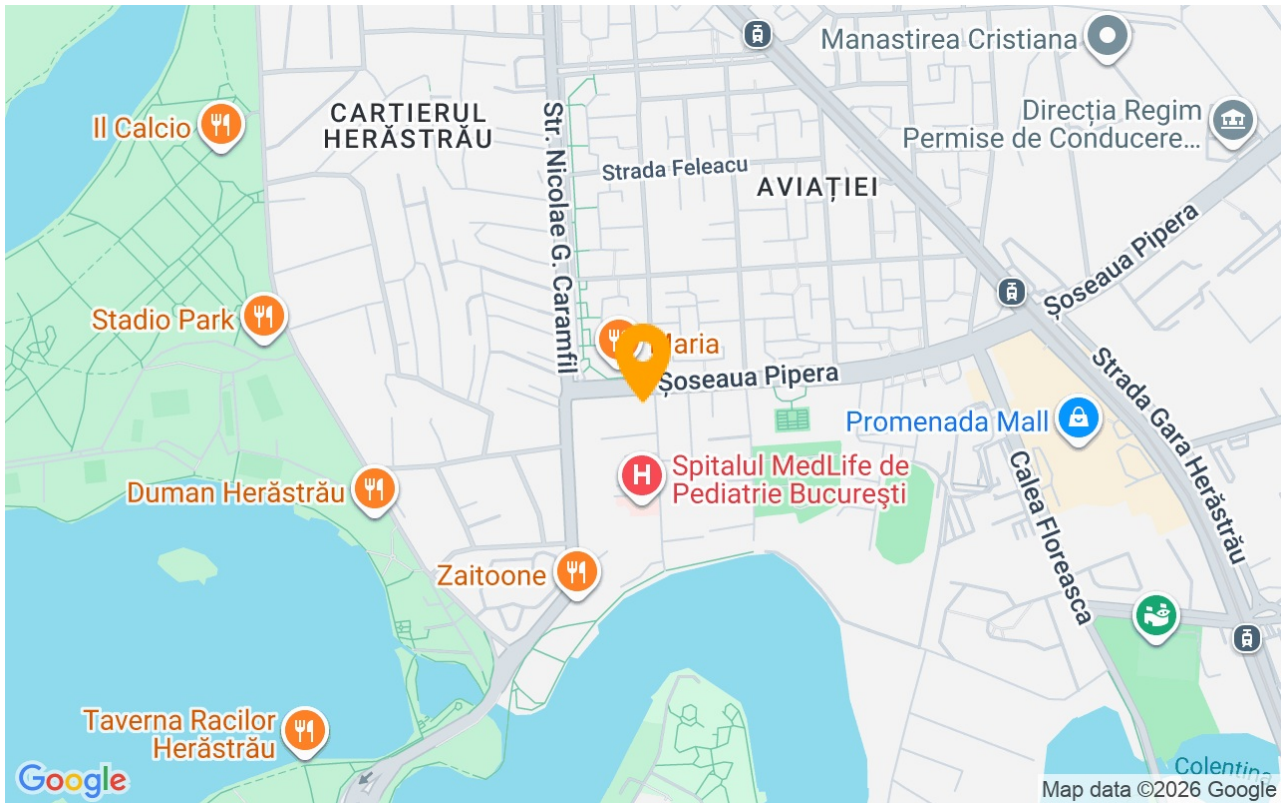 Manastirea Cristiana
CARTIERUL
HERĂSTRĂU
Il Calcio
Direcția Regim
Permise de Conducere...
Str. Nicolae G. Caramfil
Strada Feleacu
AVIAȚIEI
Șoseaua Pipera
Stadio Park
Maria
Șoseaua Pipera
Strada Gara Herăstrău
Promenada Mall
Spitalul MedLife de
Pediatrie Bucureşti
Duman Herăstrău
Calea Floreasca
Zaitoone
Taverna Racilor
Herăstrău
Colentina
Google
Map data ©2026 Google